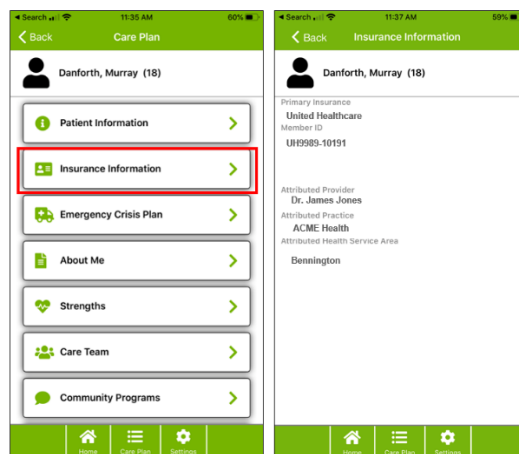 Search
11:35 AM
60%
Back
Care Plan
Danforth, Murray (18)
Patient Information
Insurance Information
Emergency Crisis Plan
About Me
Strengths
Care Team
Community Programs
Home
Care Plan
Settings
Search
11:37 AM
59%
Back
Insurance Information
Danforth, Murray (18)
Primary Insurance
United Healthcare
Member ID
UH9989-10191
Attributed Provider
Dr. James Jones
Attributed Practice
ACME Health
Attributed Health Service Area
Bennington
Home
Care Plan
Settings